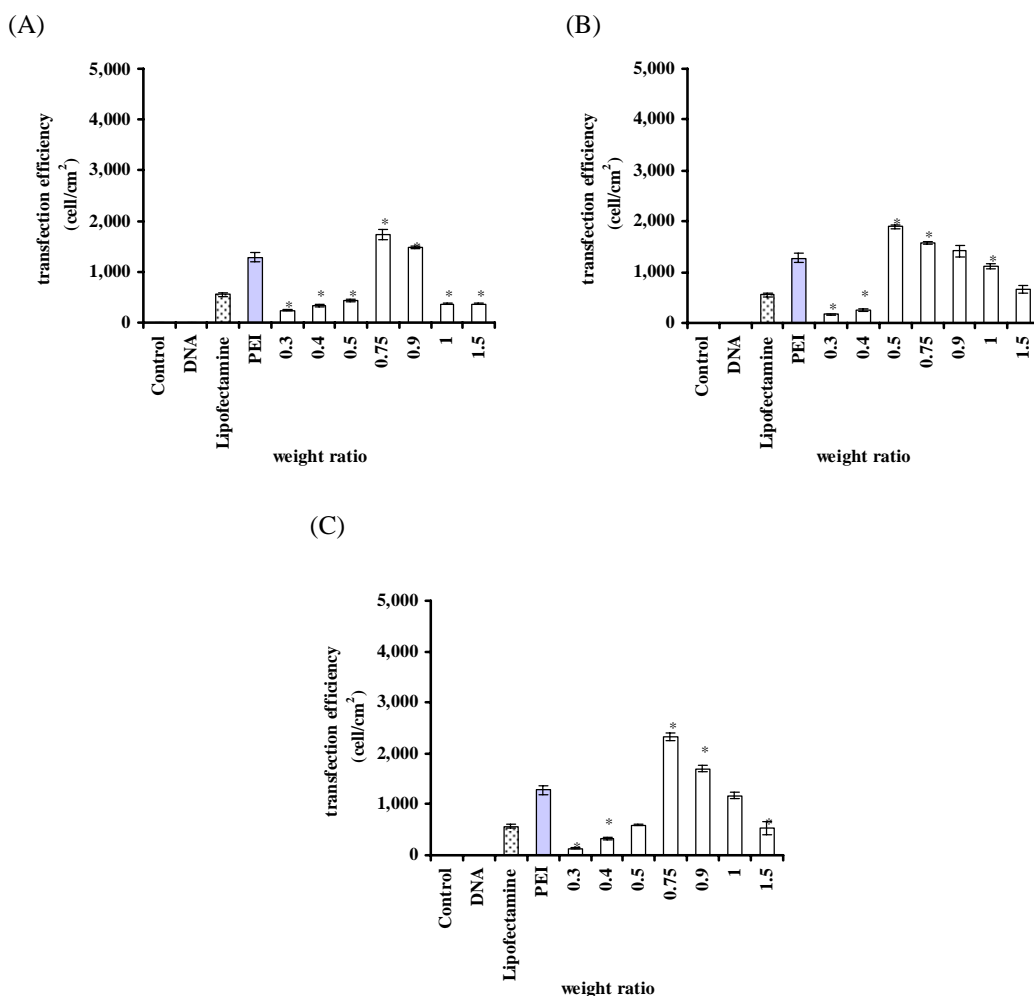 (A)
5,000
4,000
3,000
2,000
1,000
0
transfection efficiency
(cell/cm²)
* * * * * * *
Control
DNA
Lipofectamine
PEI
0.3
0.4
0.5
0.75
0.9
1
1.5
weight ratio
(B)
5,000
4,000
3,000
2,000
1,000
0
transfection efficiency
(cell/cm²)
* * * * *
Control
DNA
Lipofectamine
PEI
0.3
0.4
0.5
0.75
0.9
1
1.5
weight ratio
(C)
5,000
4,000
3,000
2,000
1,000
0
transfection efficiency
(cell/cm²)
* * * * *
Control
DNA
Lipofectamine
PEI
0.3
0.4
0.5
0.75
0.9
1
1.5
weight ratio